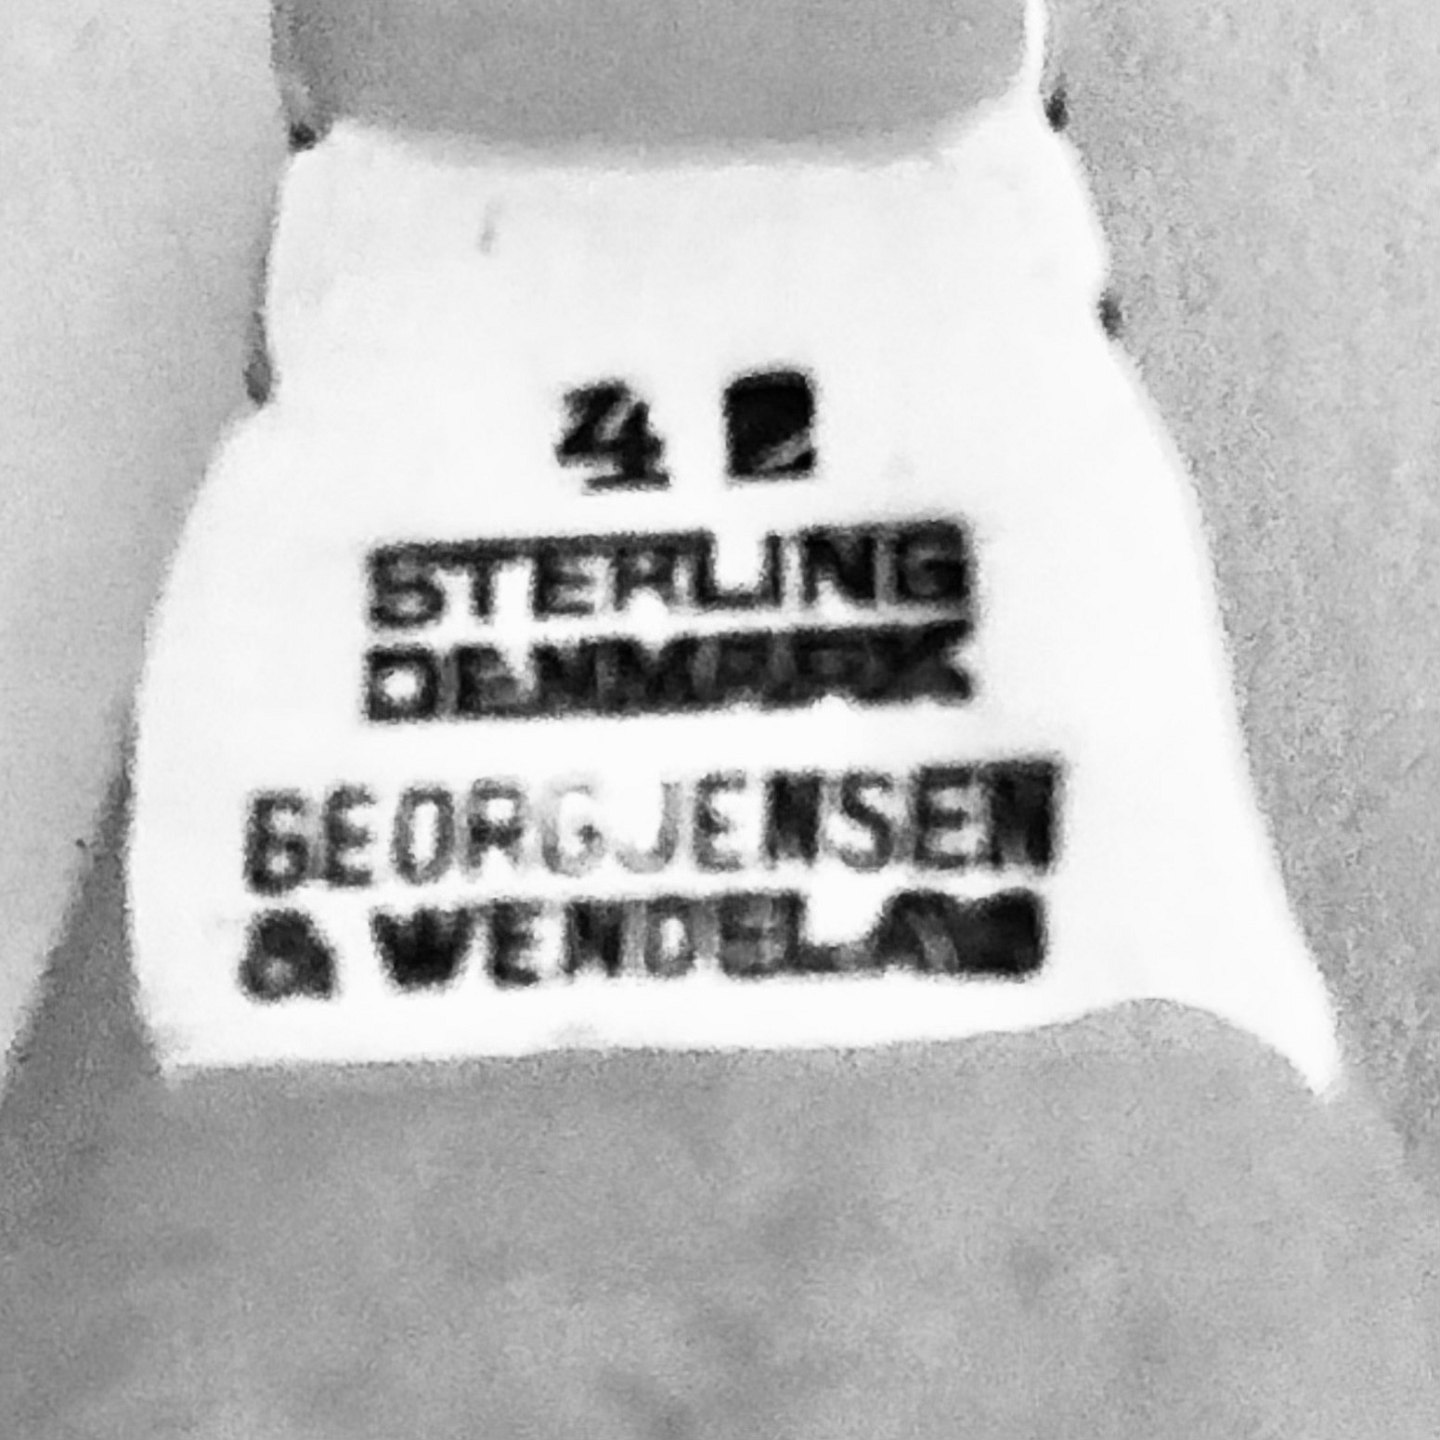 4
STERLING
DENMARK
GEORG JENSEN
& WENDEL A/S